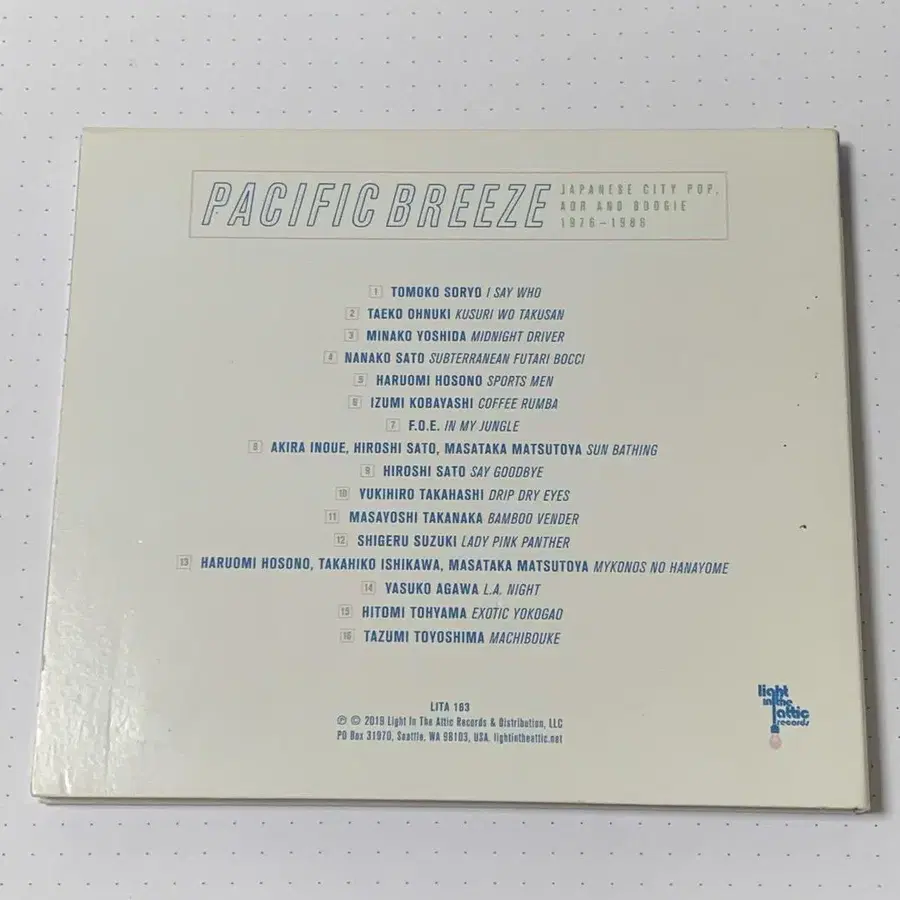 PACIFIC BREEZE
JAPANESE CITY POP,
AOR AND BOOGIE
1976–1986
1 TOMOKO SORYO I SAY WHO
2 TAEKO OHNUKI KUSURI WO TAKUSAN
3 MINAKO YOSHIDA MIDNIGHT DRIVER
4 NANAKO SATO SUBTERRANEAN FUTARI BOCCI
5 HARUOMI HOSONO SPORTS MEN
6 IZUMI KOBAYASHI COFFEE RUMBA
7 F.O.E. IN MY JUNGLE
8 AKIRA INOUE, HIROSHI SATO, MASATAKA MATSUTOYA SUN BATHING
9 HIROSHI SATO SAY GOODBYE
10 YUKIHIRO TAKAHASHI DRIP DRY EYES
11 MASAYOSHI TAKANAKA BAMBOO VENDER
12 SHIGERU SUZUKI LADY PINK PANTHER
13 HARUOMI HOSONO, TAKAHIKO ISHIKAWA, MASATAKA MATSUTOYA MYKONOS NO HANAYOME
14 YASUKO AGAWA L.A. NIGHT
15 HITOMI TOHYAMA EXOTIC YOKOGAO
16 TAZUMI TOYOSHIMA MACHIBOUKE
LITA 163
℗ © 2019 Light In The Attic Records & Distribution, LLC
PO Box 31970, Seattle, WA 98103, USA. lightintheattic.net
light
in the
attic
records